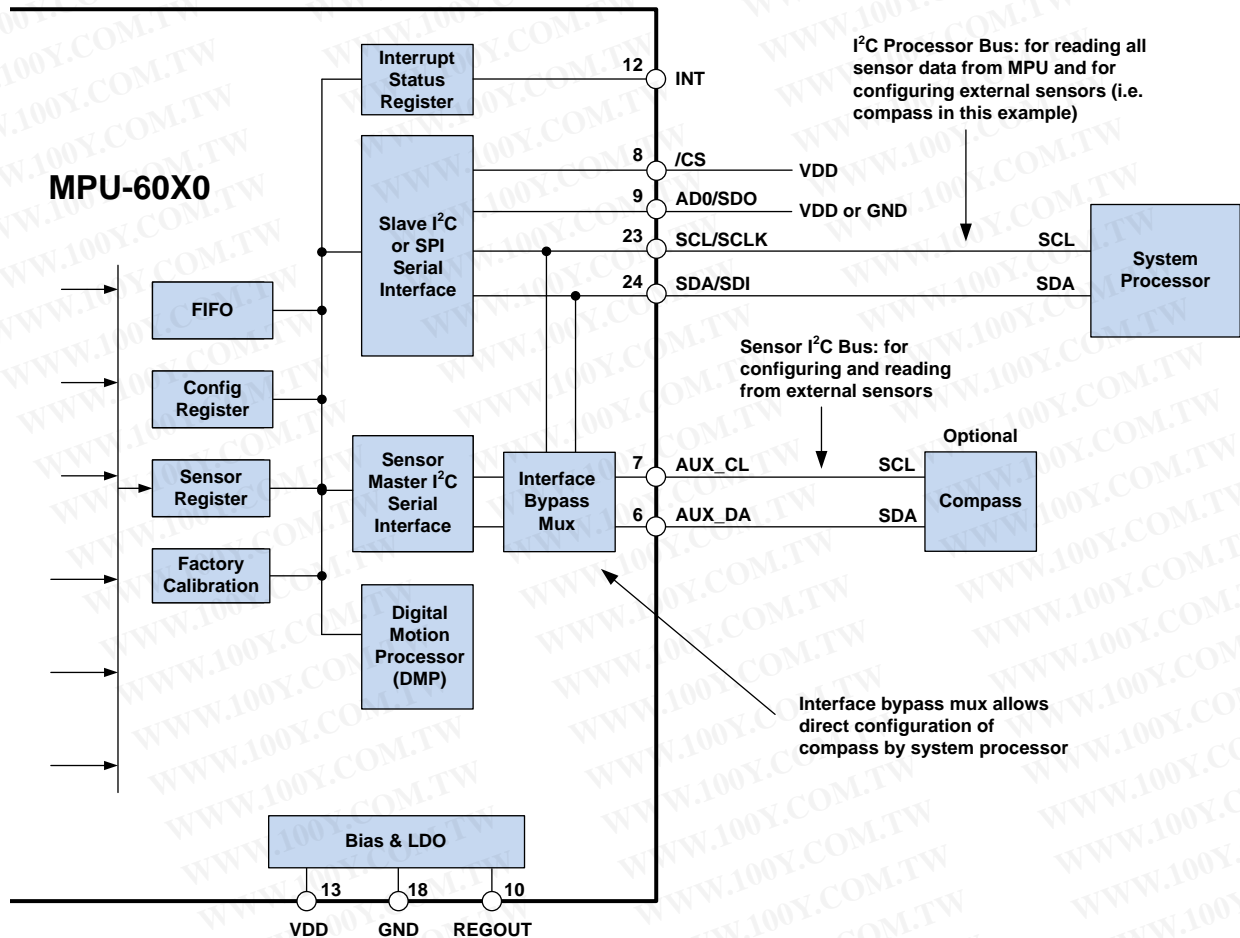 MPU-60X0
Interrupt
Status
Register
12
INT
I²C Processor Bus: for reading all
sensor data from MPU and for
configuring external sensors (i.e.
compass in this example)
Slave I²C
or SPI
Serial
Interface
8
/CS
VDD
9
AD0/SDO
VDD or GND
23
SCL/SCLK
SCL
24
SDA/SDI
SDA
System
Processor
FIFO
Config
Register
Sensor
Register
Factory
Calibration
Sensor I²C Bus: for
configuring and reading
from external sensors
Sensor
Master I²C
Serial
Interface
Interface
Bypass
Mux
7
AUX_CL
SCL
6
AUX_DA
SDA
Optional
Compass
Digital
Motion
Processor
(DMP)
Interface bypass mux allows
direct configuration of
compass by system processor
Bias & LDO
13
18
10
VDD
GND
REGOUT
WWW.100Y.COM.TW